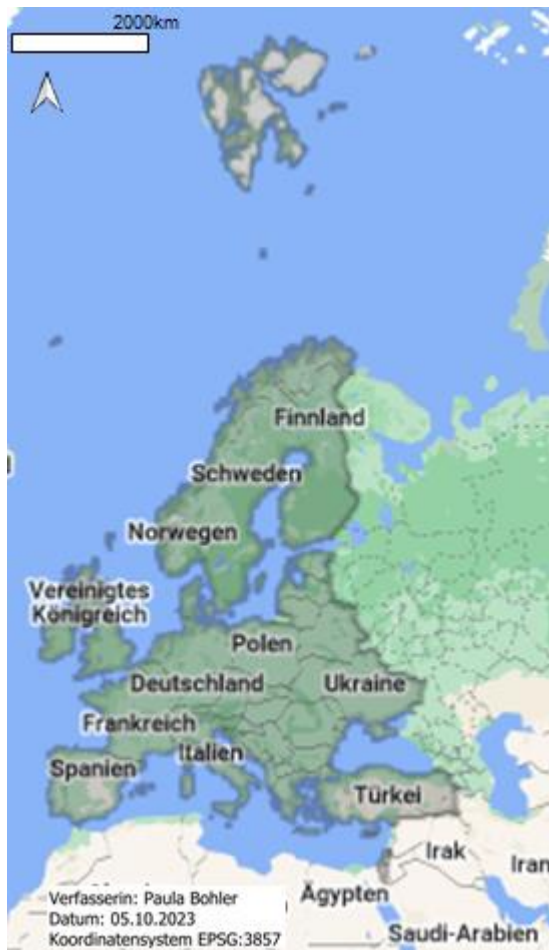 2000km
Finnland
Schweden
Norwegen
Vereinigtes
Königreich
Polen
Deutschland
Ukraine
Frankreich
Italien
Spanien
Türkei
Irak
Iran
Ägypten
Saudi-Arabien
Verfasserin: Paula Bohler
Datum: 05.10.2023
Koordinatensystem EPSG:3857